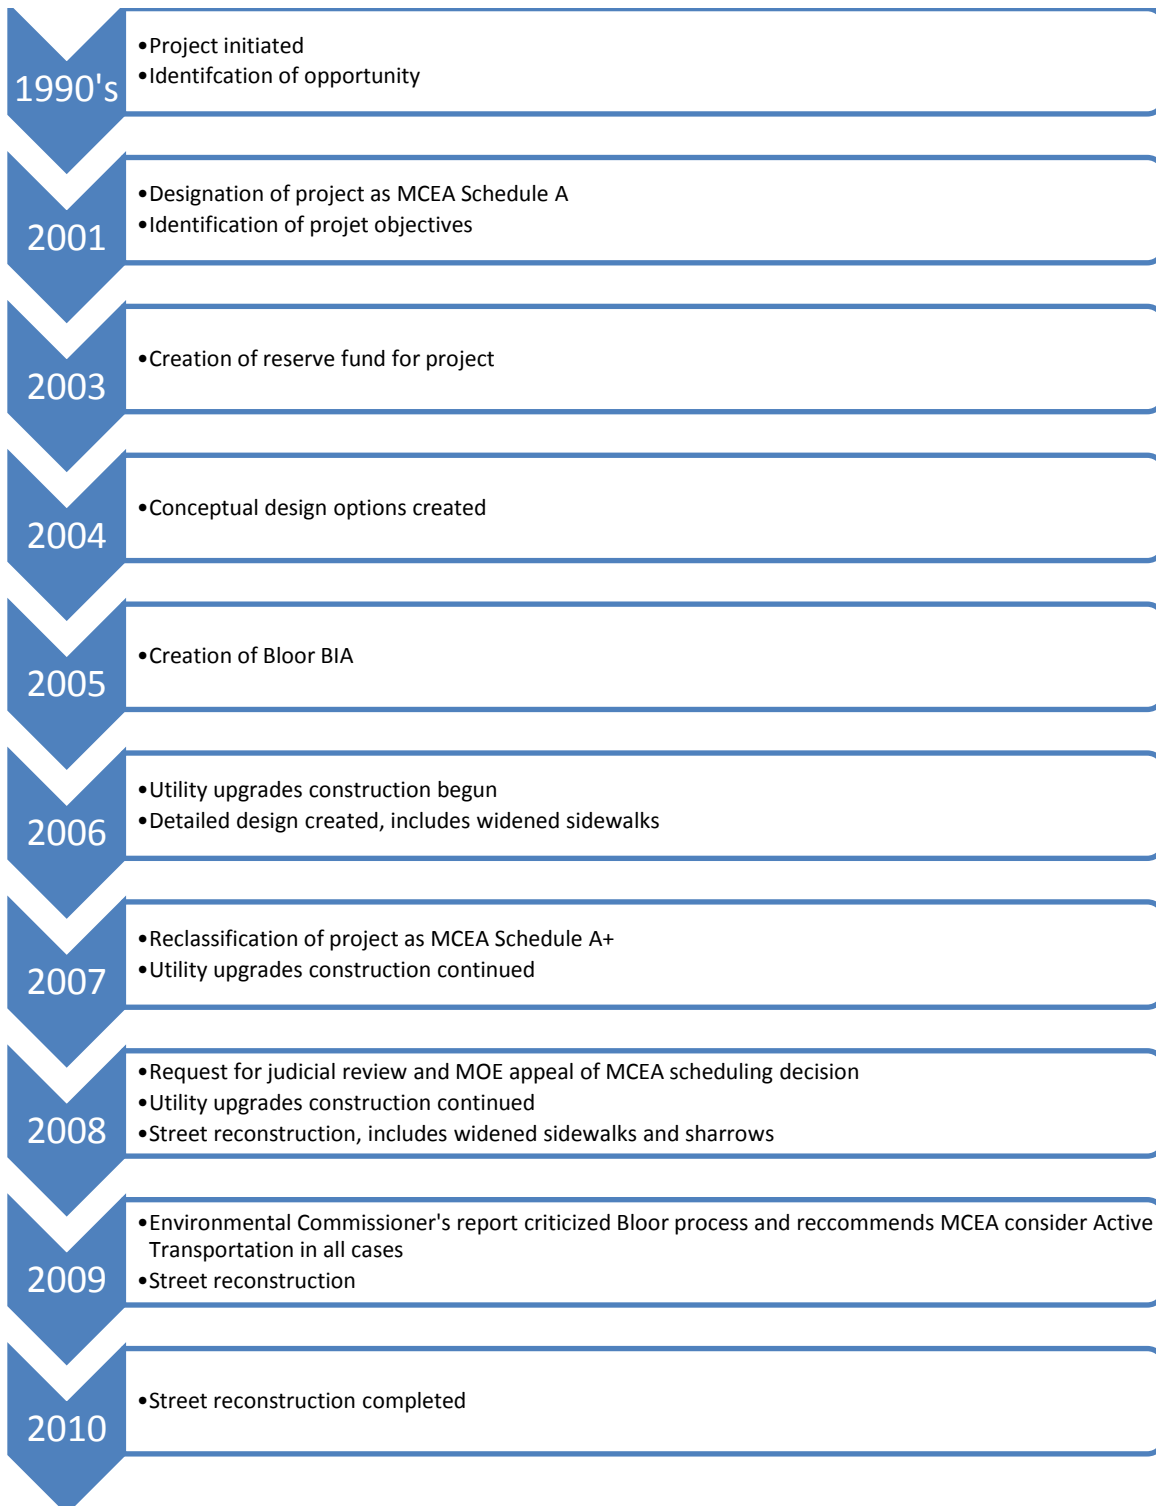 1990's
•Project initiated
•Identifcation of opportunity
2001
•Designation of project as MCEA Schedule A
•Identification of projet objectives
2003
•Creation of reserve fund for project
2004
•Conceptual design options created
2005
•Creation of Bloor BIA
2006
•Utility upgrades construction begun
•Detailed design created, includes widened sidewalks
2007
•Reclassification of project as MCEA Schedule A+
•Utility upgrades construction continued
2008
•Request for judicial review and MOE appeal of MCEA scheduling decision
•Utility upgrades construction continued
•Street reconstruction, includes widened sidewalks and sharrows
2009
•Environmental Commissioner's report criticized Bloor process and reccommends MCEA consider Active
Transportation in all cases
•Street reconstruction
2010
•Street reconstruction completed